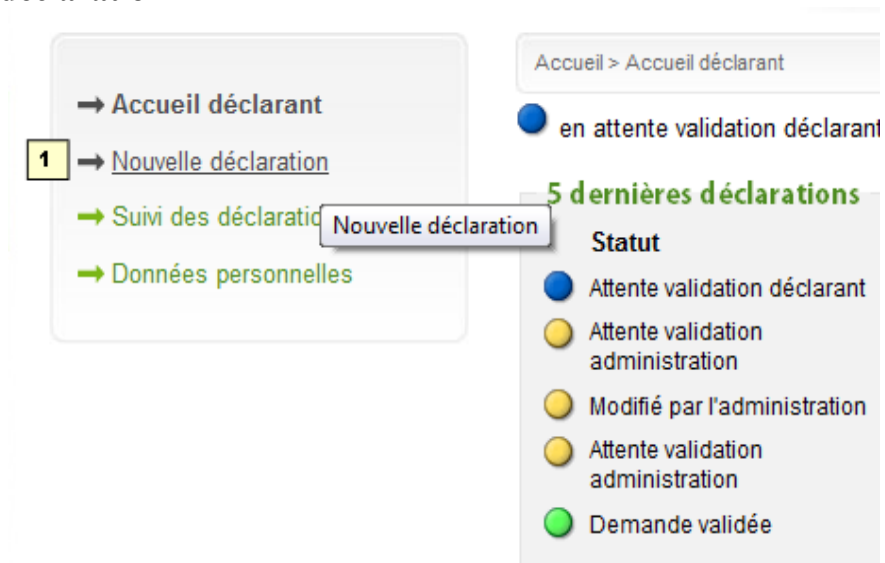 Accueil déclarant
1
Nouvelle déclaration
Suivi des
Nouvelle déclaration
Données personnelles
Accueil > Accueil déclarant
en attente validation déclarant
5 dernières déclarations
Statut
Attente validation déclarant
Attente validation
administration
Modifié par l'administration
Attente validation
administration
Demande validée